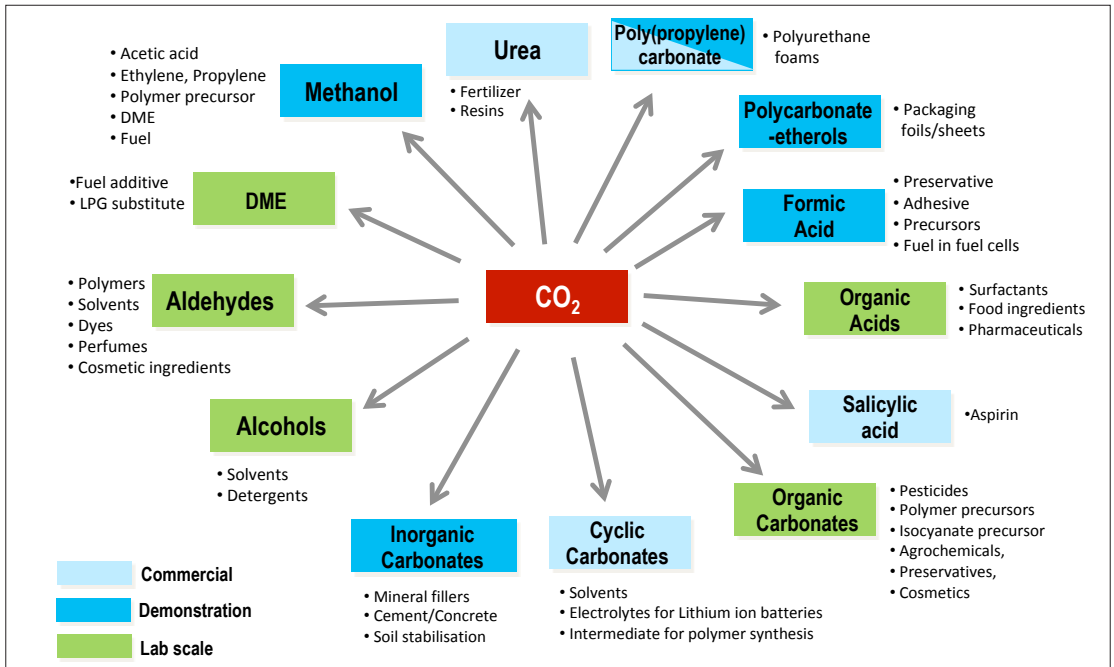 Urea
• Fertilizer
• Resins
Poly(propylene)
carbonate
• Polyurethane
foams
• Acetic acid
• Ethylene, Propylene
• Polymer precursor
• DME
• Fuel
Methanol
Polycarbonate
-etherols
• Packaging
foils/sheets
•Fuel additive
• LPG substitute
DME
Formic
Acid
• Preservative
• Adhesive
• Precursors
• Fuel in fuel cells
• Polymers
• Solvents
• Dyes
• Perfumes
• Cosmetic ingredients
Aldehydes
CO₂
Organic
Acids
• Surfactants
• Food ingredients
• Pharmaceuticals
Alcohols
• Solvents
• Detergents
Salicylic
acid
•Aspirin
Inorganic
Carbonates
• Mineral fillers
• Cement/Concrete
• Soil stabilisation
Cyclic
Carbonates
• Solvents
• Electrolytes for Lithium ion batteries
• Intermediate for polymer synthesis
Organic
Carbonates
• Pesticides
• Polymer precursors
• Isocyanate precursor
• Agrochemicals,
• Preservatives,
• Cosmetics
Commercial
Demonstration
Lab scale